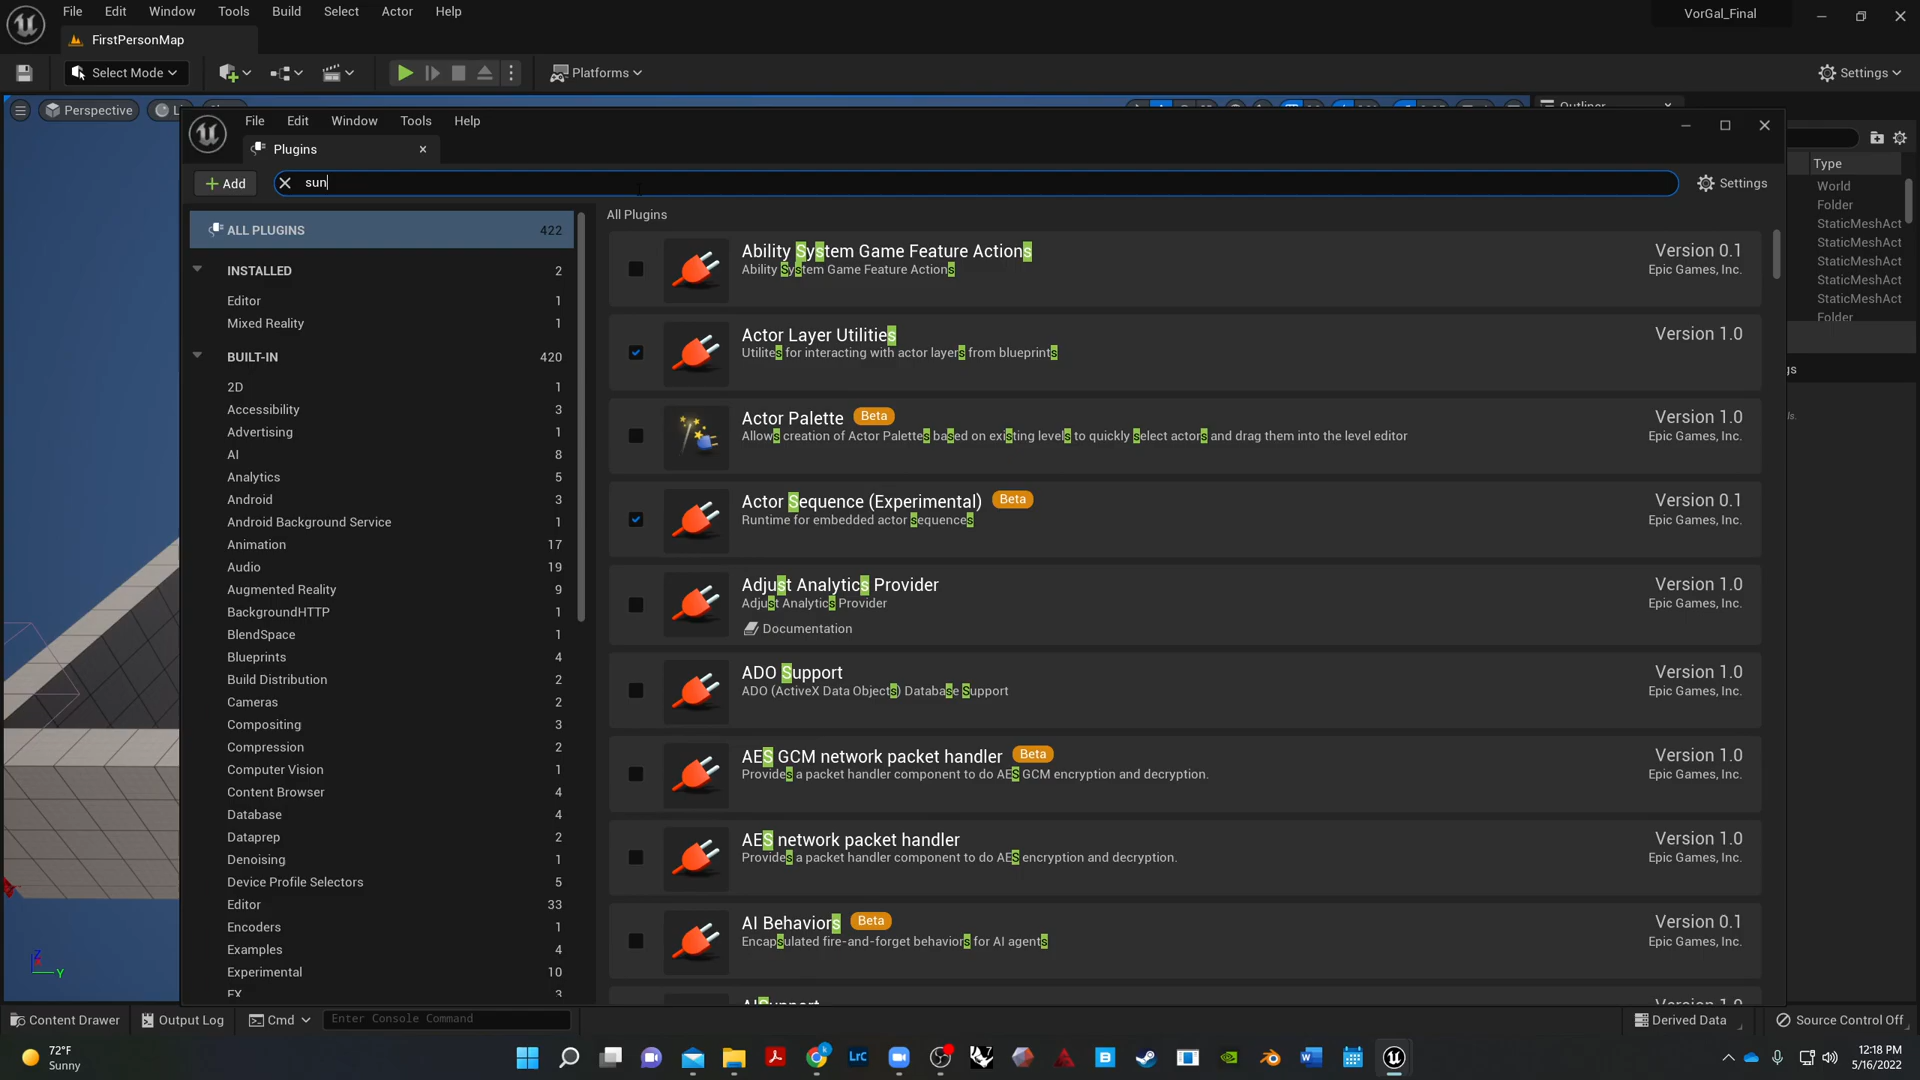 File Edit Window Tools Build Select Actor Help
VorGal_Final
FirstPersonMap
Select Mode
Platforms
Settings
Perspective
Outliner
File Edit Window Tools Help
Plugins
Type
Add
sun
Settings
World
Folder
StaticMeshAct
StaticMeshAct
StaticMeshAct
StaticMeshAct
Folder
ALL PLUGINS 422
INSTALLED 2
Editor 1
Mixed Reality 1
BUILT-IN 420
2D 1
Accessibility 3
Advertising 1
AI 8
Analytics 5
Android 3
Android Background Service 1
Animation 17
Audio 19
Augmented Reality 9
BackgroundHTTP 1
BlendSpace 1
Blueprints 4
Build Distribution 2
Cameras 2
Compositing 3
Compression 2
Computer Vision 1
Content Browser 4
Database 4
Dataprep 2
Denoising 1
Device Profile Selectors 5
Editor 33
Encoders 1
Examples 4
Experimental 10
FX 3
All Plugins
Ability System Game Feature Actions Version 0.1
Ability System Game Feature Actions Epic Games, Inc.
Actor Layer Utilities Version 1.0
Utilites for interacting with actor layers from blueprints
Actor Palette Beta Version 1.0
Allows creation of Actor Palettes based on existing levels to quickly select actors and drag them into the level editor Epic Games, Inc.
Actor Sequence (Experimental) Beta Version 0.1
Runtime for embedded actor sequences Epic Games, Inc.
Adjust Analytics Provider Version 1.0
Adjust Analytics Provider Epic Games, Inc.
Documentation
ADO Support Version 1.0
ADO (ActiveX Data Objects) Database Support Epic Games, Inc.
AES GCM network packet handler Beta Version 1.0
Provides a packet handler component to do AES GCM encryption and decryption. Epic Games, Inc.
AES network packet handler Version 1.0
Provides a packet handler component to do AES encryption and decryption. Epic Games, Inc.
AI Behaviors Beta Version 0.1
Encapsulated fire-and-forget behaviors for AI agents Epic Games, Inc.
AISupport Version 1.0
Content Drawer Output Log Cmd Enter Console Command Derived Data Source Control Off
72°F
Sunny
LrC
12:18 PM
5/16/2022
Z
Y